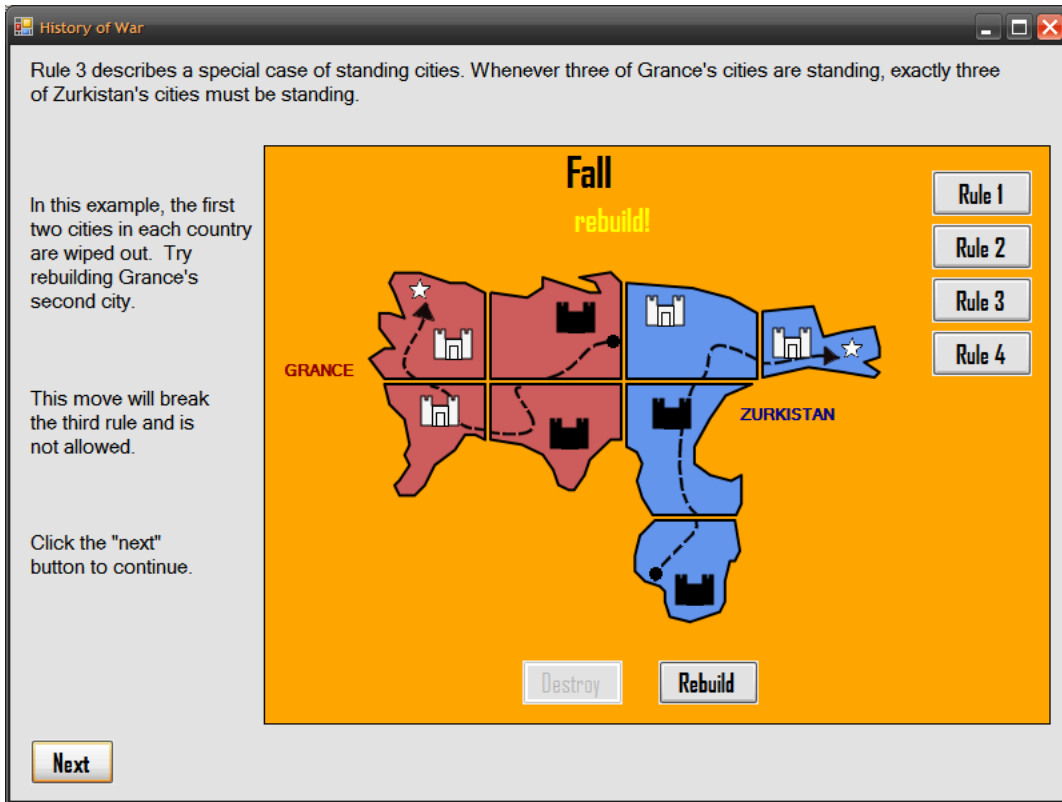 History of War
Rule 3 describes a special case of standing cities. Whenever three of Grance's cities are standing, exactly three
of Zurkistan's cities must be standing.
In this example, the first
two cities in each country
are wiped out.  Try
rebuilding Grance's
second city.
This move will break
the third rule and is
not allowed.
Click the "next"
button to continue.
Fall
rebuild!
GRANCE
ZURKISTAN
Rule 1
Rule 2
Rule 3
Rule 4
Destroy
Rebuild
Next